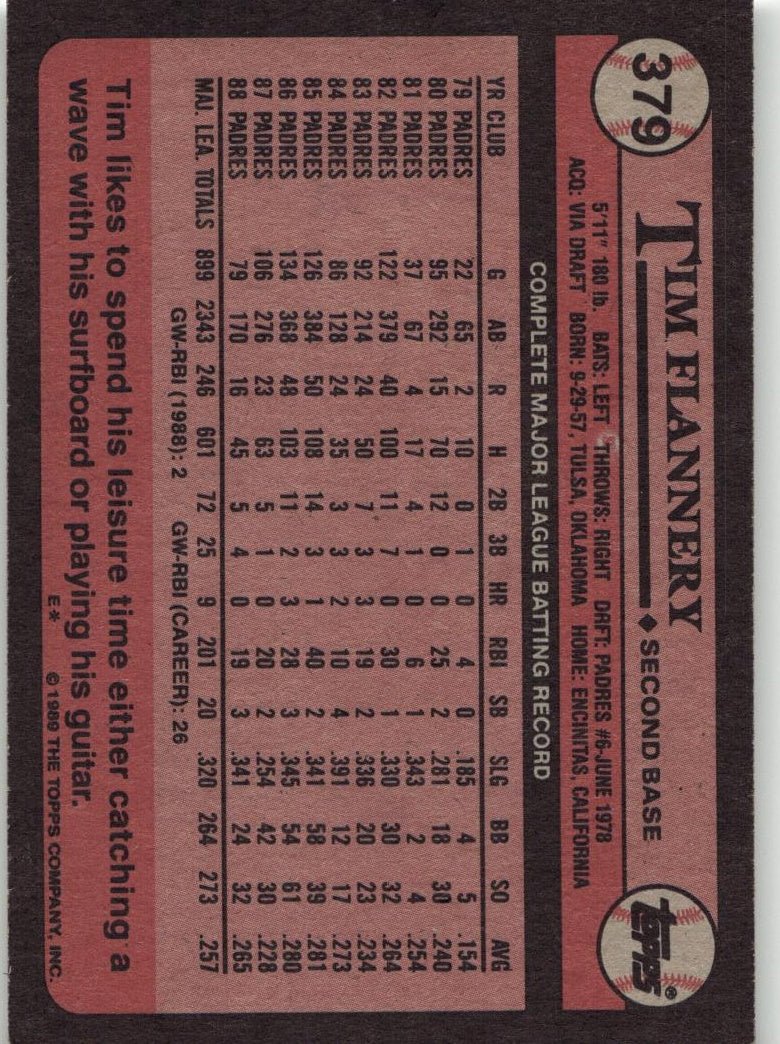 379
TIM FLANNERY ◆ SECOND BASE
topps®
5'11" 180 lb. BATS: LEFT THROWS: RIGHT DRFT: PADRES #6-JUNE 1978
ACQ: VIA DRAFT BORN: 9-29-57, TULSA, OKLAHOMA HOME: ENCINITAS, CALIFORNIA
COMPLETE MAJOR LEAGUE BATTING RECORD
YR CLUB G AB R H 2B 3B HR RBI SB SLG BB SO AVG
79 PADRES 22 65 2 10 0 1 0 4 0 .185 4 5 .154
80 PADRES 95 292 15 70 12 0 0 25 2 .281 18 30 .240
81 PADRES 37 67 4 17 4 1 0 6 1 .343 2 4 .254
82 PADRES 122 379 40 100 11 7 0 30 1 .330 30 32 .264
83 PADRES 92 214 24 50 7 3 3 19 2 .336 20 23 .234
84 PADRES 86 128 24 35 3 3 2 10 4 .391 12 17 .273
85 PADRES 126 384 50 108 14 3 1 40 2 .341 58 39 .281
86 PADRES 134 368 48 103 11 2 3 28 3 .345 54 61 .280
87 PADRES 106 276 23 63 5 1 0 20 2 .254 42 30 .228
88 PADRES 79 170 16 45 5 4 0 19 3 .341 24 32 .265
MAJ. LEA. TOTALS 899 2343 246 601 72 25 9 201 20 .320 264 273 .257
GW-RBI (1988): 2 GW-RBI (CAREER): 26
Tim likes to spend his leisure time either catching a
wave with his surfboard or playing his guitar.
E* © 1989 THE TOPPS COMPANY, INC.